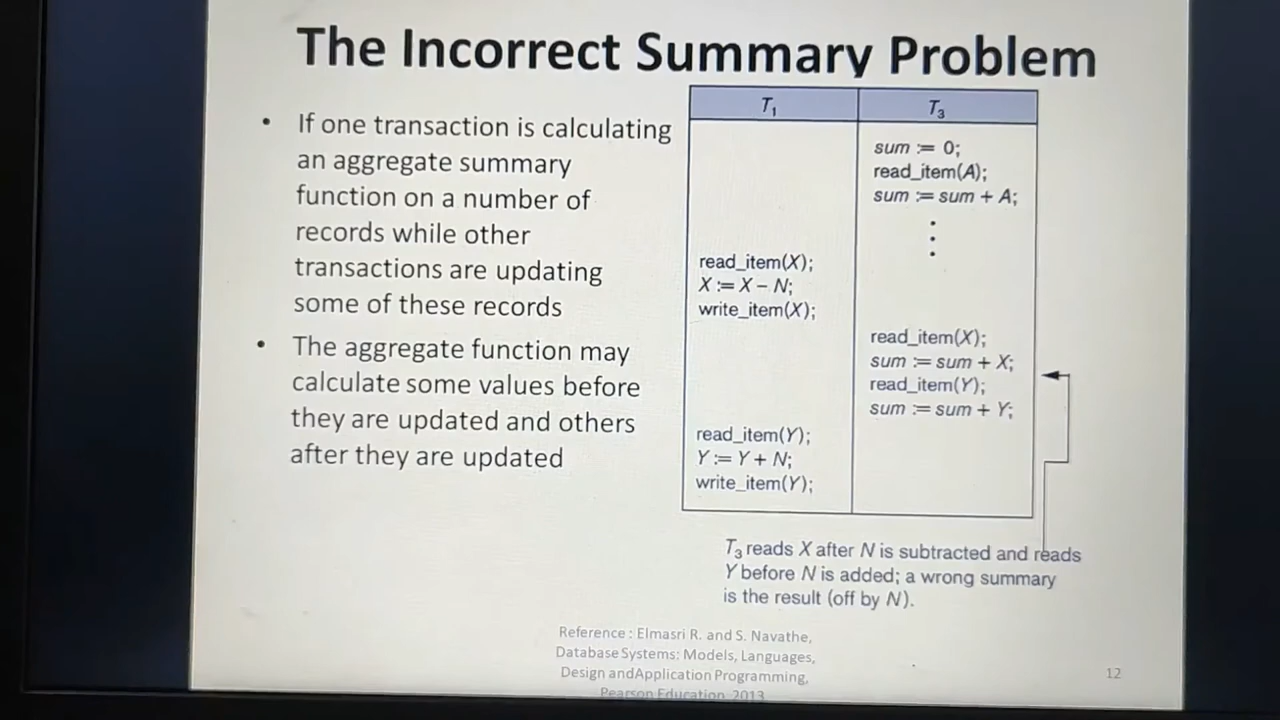 The Incorrect Summary Problem
• If one transaction is calculating
an aggregate summary
function on a number of
records while other
transactions are updating
some of these records
• The aggregate function may
calculate some values before
they are updated and others
after they are updated
T1 T3
sum := 0;
read_item(A);
sum := sum + A;
read_item(X);
X := X – N;
write_item(X);
read_item(X);
sum := sum + X;
read_item(Y);
sum := sum + Y;
read_item(Y);
Y := Y + N;
write_item(Y);
T3 reads X after N is subtracted and reads
Y before N is added; a wrong summary
is the result (off by N).
Reference : Elmasri R. and S. Navathe,
Database Systems: Models, Languages,
Design andApplication Programming,
Pearson Education, 2013
12